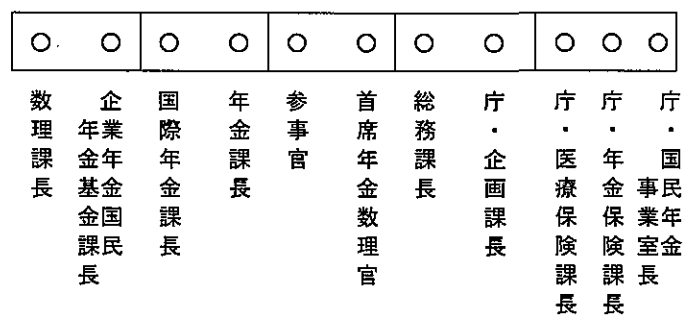 庁・国民年金
事業室長
庁・年金保険課長
庁・医療保険課長
庁・企画課長
総務課長
首席年金数理官
参事官
年金課長
国際年金課長
企業年金国民
年金基金課長
数理課長